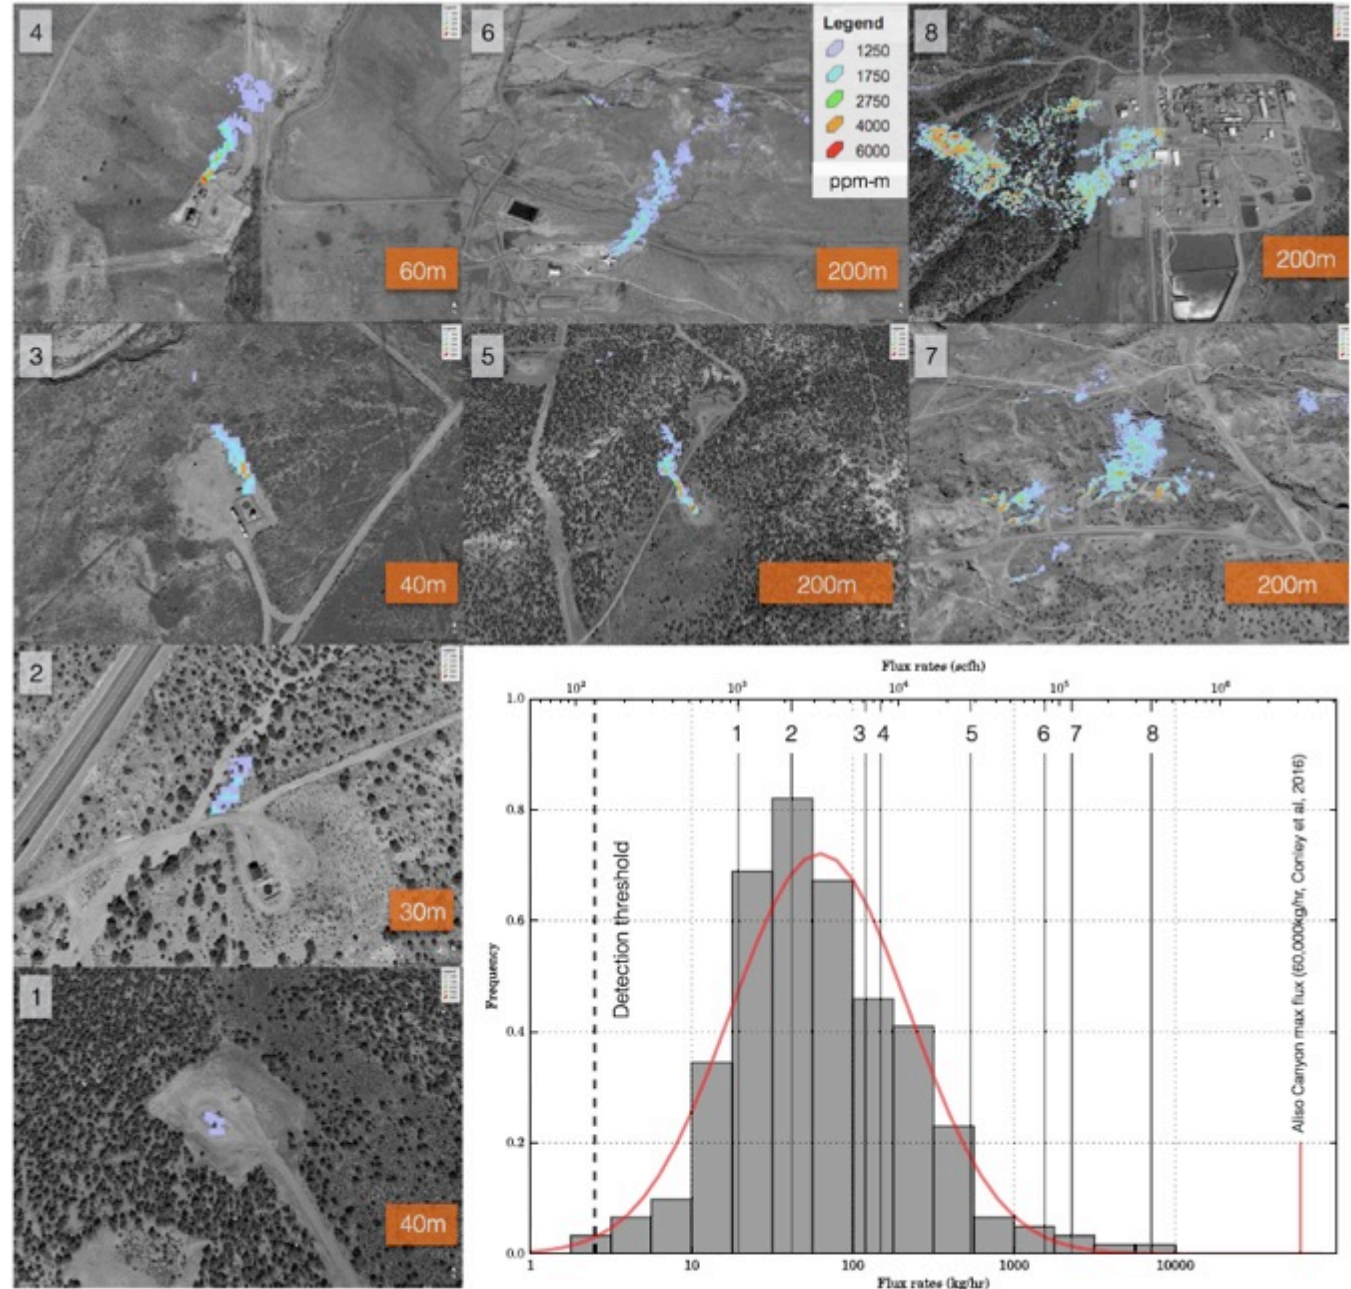 4
60m
6
200m
Legend
1250
1750
2750
4000
6000
ppm-m
8
200m
3
40m
5
200m
7
200m
2
30m
1
40m
Flux rates (scfh)
10² 10³ 10⁴ 10⁵ 10⁶
1 2 3 4 5 6 7 8
1.0
0.8
0.6
0.4
0.2
0.0
Frequency
Detection threshold
Aliso Canyon max flux (60,000kg/hr, Conley et al, 2016)
1 10 100 1000 10000
Flux rates (kg/hr)